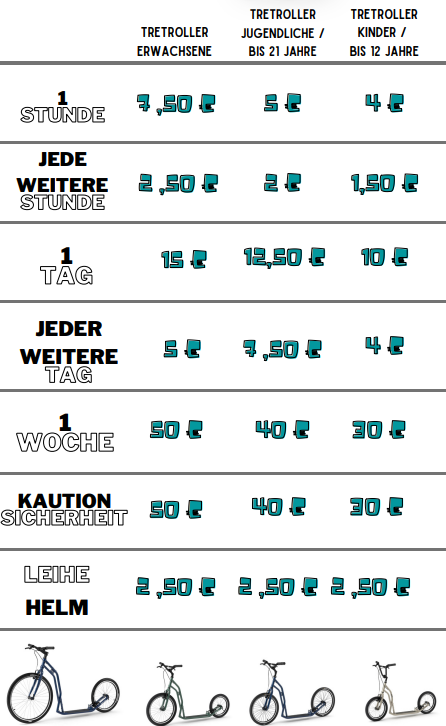 TRETROLLER ERWACHSENE
TRETROLLER JUGENDLICHE / BIS 21 JAHRE
TRETROLLER KINDER / BIS 12 JAHRE
1 STUNDE 7,50 € 5 € 4 €
JEDE WEITERE STUNDE 2,50 € 2 € 1,50 €
1 TAG 15 € 12,50 € 10 €
JEDER WEITERE TAG 5 € 7,50 € 4 €
1 WOCHE 50 € 40 € 30 €
KAUTION SICHERHEIT 50 € 40 € 30 €
LEIHE HELM 2,50 € 2,50 € 2,50 €